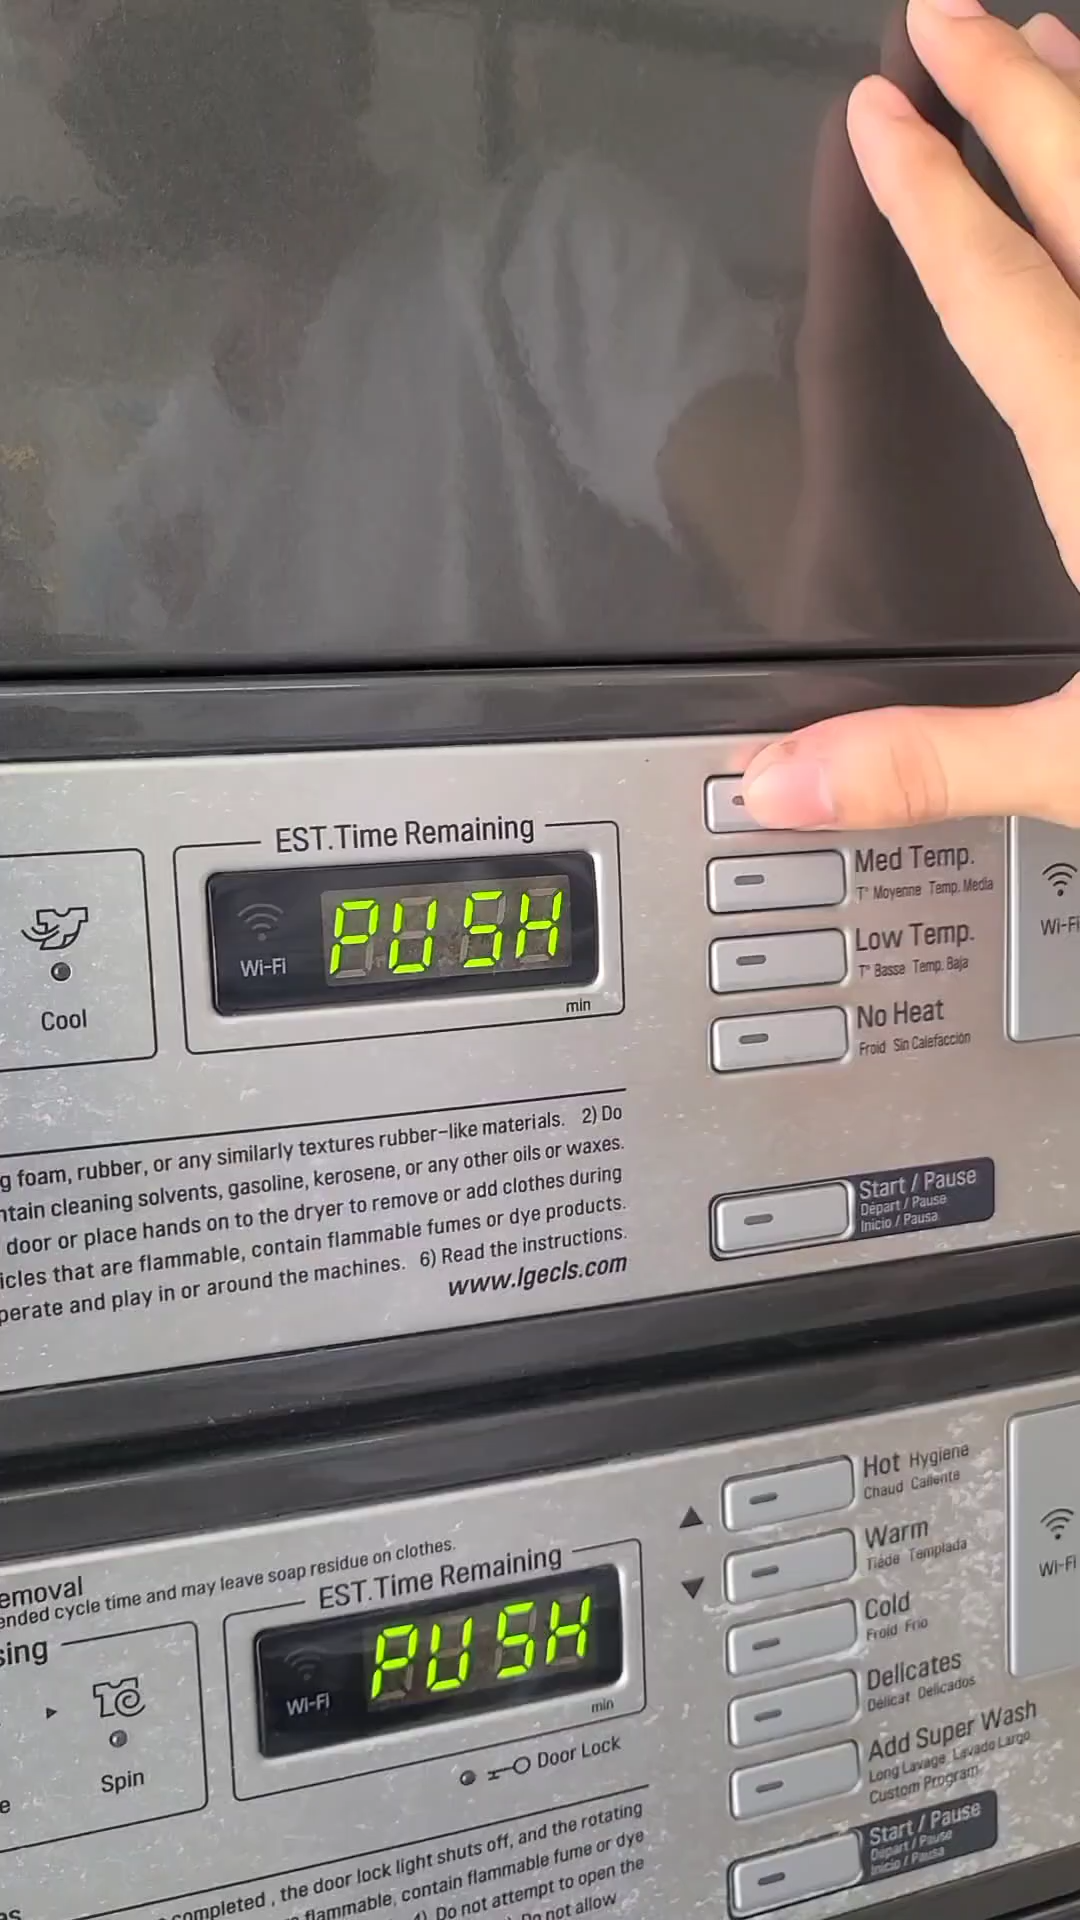 EST.Time Remaining
PUSH
Wi-Fi
min
Cool
Med Temp.
T° Moyenne Temp. Media
Low Temp.
T° Basse Temp. Baja
No Heat
Froid Sin Calefacción
Wi-Fi
g foam, rubber, or any similarly textures rubber-like materials. 2) Do
ntain cleaning solvents, gasoline, kerosene, or any other oils or waxes.
door or place hands on to the dryer to remove or add clothes during
icles that are flammable, contain flammable fumes or dye products.
perate and play in or around the machines. 6) Read the instructions.
www.lgecls.com
Start / Pause
Départ / Pause
Inicio / Pausa
emoval
ended cycle time and may leave soap residue on clothes.
sing
EST.Time Remaining
PUSH
Wi-Fi
min
Door Lock
Spin
e
Hot Hygiene
Chaud Caliente
Warm
Tiède Templada
Cold
Froid Frio
Delicates
Délicat Delicados
Add Super Wash
Long Lavage Lavado Largo
Custom Program
Wi-Fi
Start / Pause
Départ / Pause
Inicio / Pausa
completed , the door lock light shuts off, and the rotating
flammable, contain flammable fume or dye
Do not attempt to open the
Do not allow